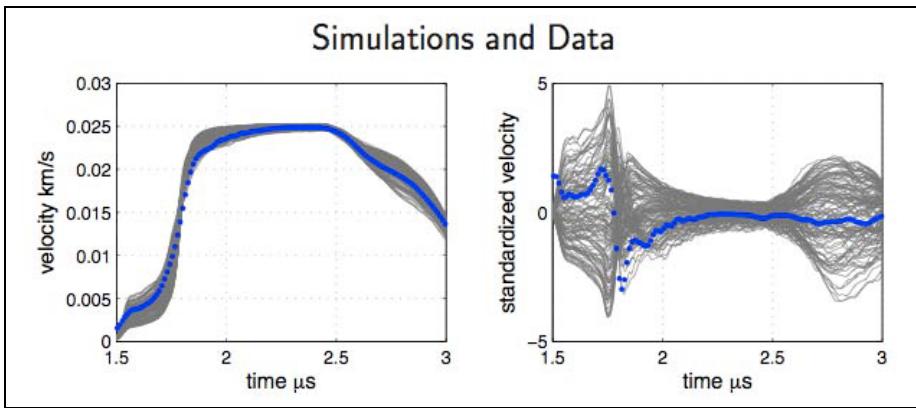 Simulations and Data
velocity km/s
0.03
0.025
0.02
0.015
0.01
0.005
0
1.5 2 2.5 3
time μs
standardized velocity
5
0
−5
1.5 2 2.5 3
time μs